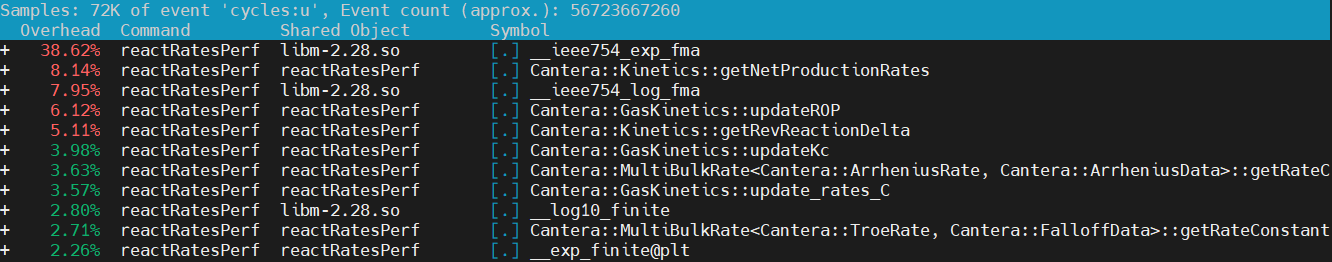 Samples: 72K of event 'cycles:u', Event count (approx.): 56723667260
Overhead  Command  Shared Object  Symbol
+  38.62%  reactRatesPerf  libm-2.28.so  [.] __ieee754_exp_fma
+  8.14%  reactRatesPerf  reactRatesPerf  [.] Cantera::Kinetics::getNetProductionRates
+  7.95%  reactRatesPerf  libm-2.28.so  [.] __ieee754_log_fma
+  6.12%  reactRatesPerf  reactRatesPerf  [.] Cantera::GasKinetics::updateROP
+  5.11%  reactRatesPerf  reactRatesPerf  [.] Cantera::Kinetics::getRevReactionDelta
+  3.98%  reactRatesPerf  reactRatesPerf  [.] Cantera::GasKinetics::updateKc
+  3.63%  reactRatesPerf  reactRatesPerf  [.] Cantera::MultiBulkRate<Cantera::ArrheniusRate, Cantera::ArrheniusData>::getRateC
+  3.57%  reactRatesPerf  reactRatesPerf  [.] Cantera::GasKinetics::update_rates_C
+  2.80%  reactRatesPerf  libm-2.28.so  [.] __log10_finite
+  2.71%  reactRatesPerf  reactRatesPerf  [.] Cantera::MultiBulkRate<Cantera::TroeRate, Cantera::FalloffData>::getRateConstant
+  2.26%  reactRatesPerf  reactRatesPerf  [.] __exp_finite@plt